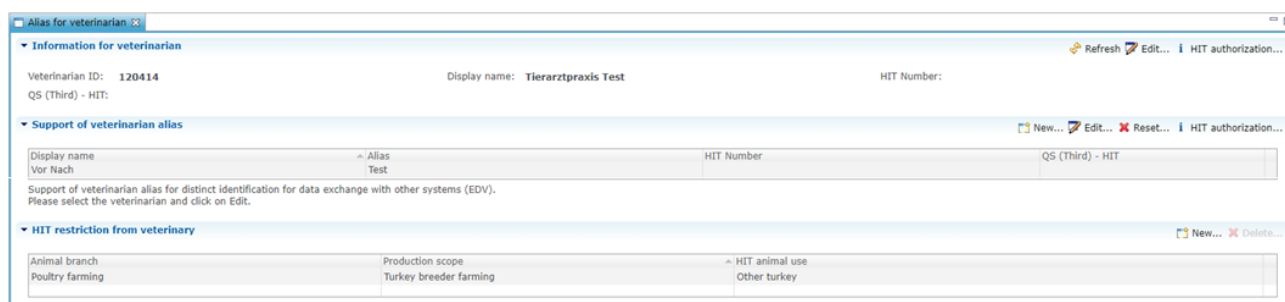 Alias for veterinarian
Information for veterinarian
Refresh Edit... i HIT authorization...
Veterinarian ID: 120414 Display name: Tierarztpraxis Test HIT Number:
QS (Third) - HIT:
Support of veterinarian alias
New... Edit... Reset... i HIT authorization...
Display name Alias HIT Number QS (Third) - HIT
Vor Nach Test
Support of veterinarian alias for distinct identification for data exchange with other systems (EDV).
Please select the veterinarian and click on Edit.
HIT restriction from veterinary
New... Delete...
Animal branch Production scope HIT animal use
Poultry farming Turkey breeder farming Other turkey